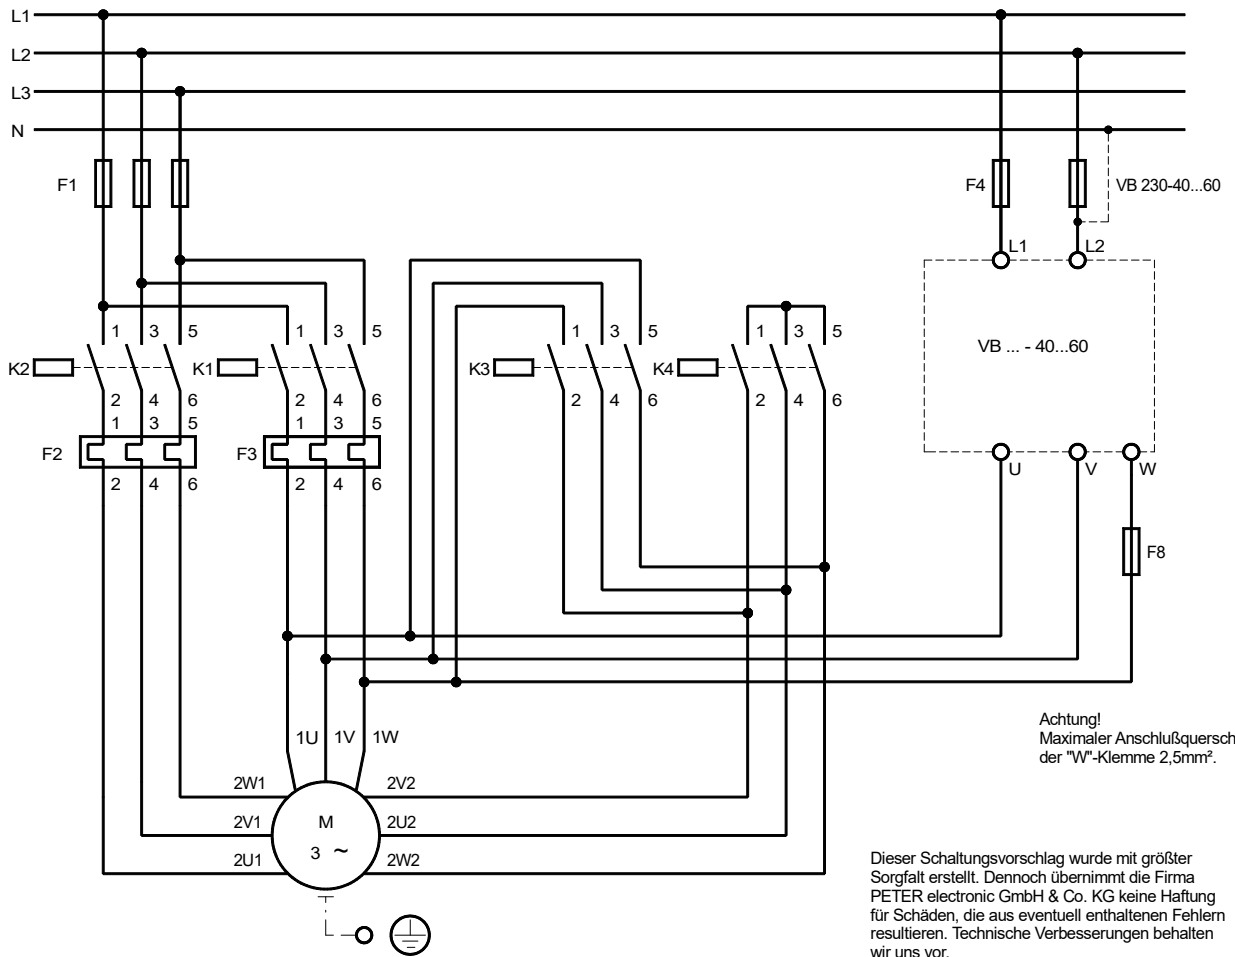 L1
L2
L3
N
F1
F4
VB 230-40...60
L1 L2
1 3 5 1 3 5 1 3 5 1 3 5
K2 K1 K3 K4
VB ... - 40...60
2 4 6 2 4 6 2 4 6 2 4 6
1 3 5 1 3 5
F2 F3
2 4 6 2 4 6
U V W
F8
1U 1V 1W
Achtung!
Maximaler Anschlußquersch
der "W"-Klemme 2,5mm².
2W1 2V2
2V1 M 2U2
3 ~
2U1 2W2
Dieser Schaltungsvorschlag wurde mit größter
Sorgfalt erstellt. Dennoch übernimmt die Firma
PETER electronic GmbH & Co. KG keine Haftung
für Schäden, die aus eventuell enthaltenen Fehlern
resultieren. Technische Verbesserungen behalten
wir uns vor.